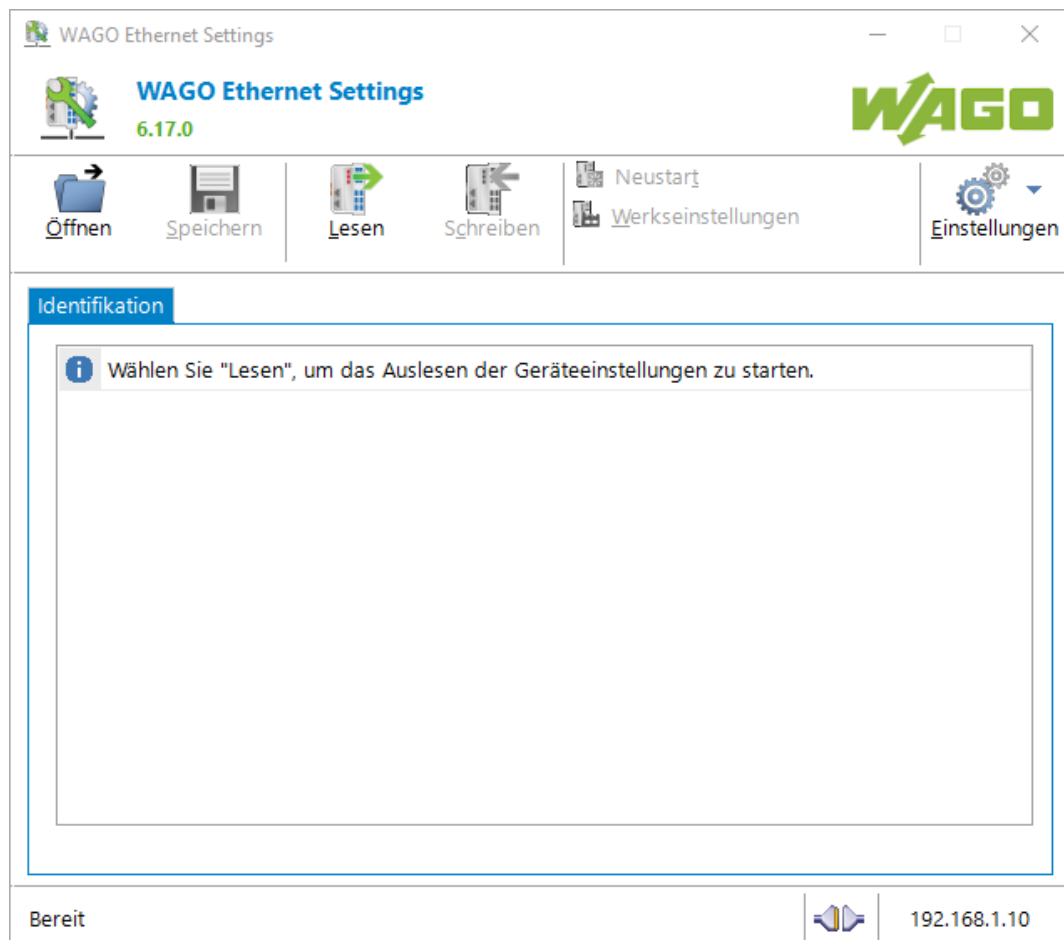 WAGO Ethernet Settings
WAGO Ethernet Settings
6.17.0
WAGO
Öffnen
Speichern
Lesen
Schreiben
Neustart
Werkseinstellungen
Einstellungen
Identifikation
Wählen Sie "Lesen", um das Auslesen der Geräteeinstellungen zu starten.
Bereit
192.168.1.10